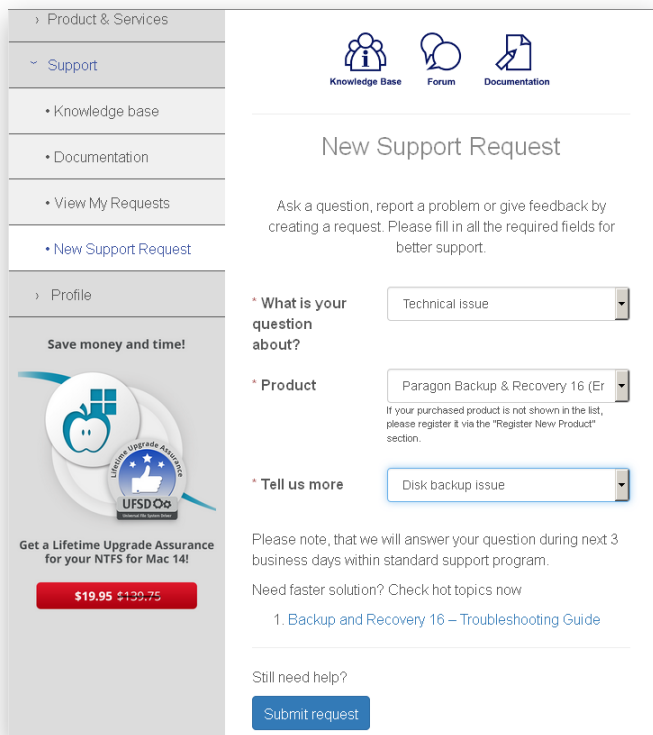 › Product & Services
Support
• Knowledge base
• Documentation
• View My Requests
• New Support Request
› Profile
Save money and time!
Lifetime Upgrade Assurance
UFSD
Universal File System Driver
Get a Lifetime Upgrade Assurance
for your NTFS for Mac 14!
$19.95 $139.75
Knowledge Base
Forum
Documentation
New Support Request
Ask a question, report a problem or give feedback by
creating a request. Please fill in all the required fields for
better support.
* What is your
question
about?
Technical issue
* Product
Paragon Backup & Recovery 16 (Er
If your purchased product is not shown in the list,
please register it via the "Register New Product"
section.
* Tell us more
Disk backup issue
Please note, that we will answer your question during next 3
business days within standard support program.
Need faster solution? Check hot topics now
1. Backup and Recovery 16 – Troubleshooting Guide
Still need help?
Submit request